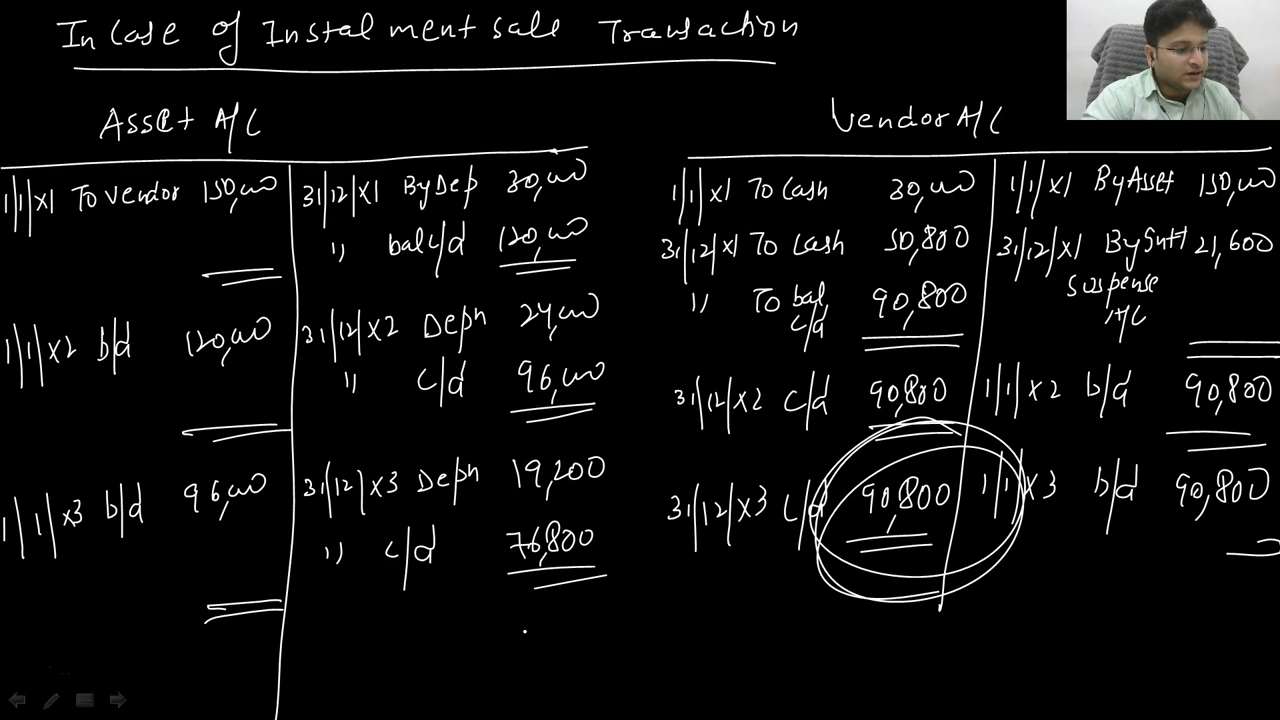 In Case of Instalment sale Transaction
Asset A/C
1/1/x1 To Vendor 150,000
31/12/x1 By Dep 30,000
" bal c/d 120,000
1/1/x2 b/d 120,000
31/12/x2 Depn 24,000
" c/d 96,000
1/1/x3 b/d 96,000
31/12/x3 Depn 19,200
" c/d 76,800
Vendor A/C
1/1/x1 To Cash 30,000
31/12/x1 To Cash 50,800
" To bal 90,800
c/d
31/12/x2 c/d 90,800
31/12/x3 c/d 90,800
1/1/x1 By Asset 150,000
31/12/x1 By Intt 21,600
Suspense
A/C
1/1/x2 b/d 90,800
1/1/x3 b/d 90,800